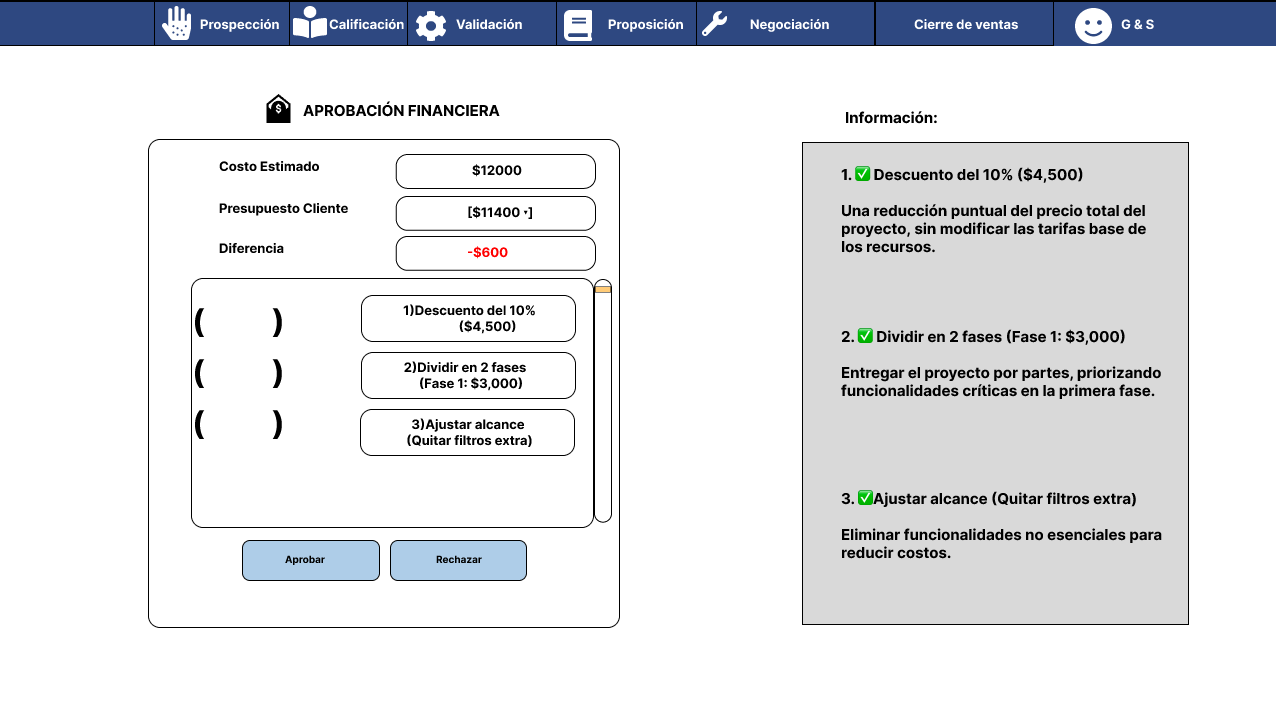 Prospección Calificación Validación Proposición Negociación Cierre de ventas G & S
$ APROBACIÓN FINANCIERA
Costo Estimado $12000
Presupuesto Cliente [$11400 ▾]
Diferencia -$600
( ) 1)Descuento del 10%
($4,500)
( ) 2)Dividir en 2 fases
(Fase 1: $3,000)
( ) 3)Ajustar alcance
(Quitar filtros extra)
Aprobar Rechazar
Información:
1. ✅ Descuento del 10% ($4,500)
Una reducción puntual del precio total del
proyecto, sin modificar las tarifas base de
los recursos.
2. ✅ Dividir en 2 fases (Fase 1: $3,000)
Entregar el proyecto por partes, priorizando
funcionalidades críticas en la primera fase.
3. ✅Ajustar alcance (Quitar filtros extra)
Eliminar funcionalidades no esenciales para
reducir costos.